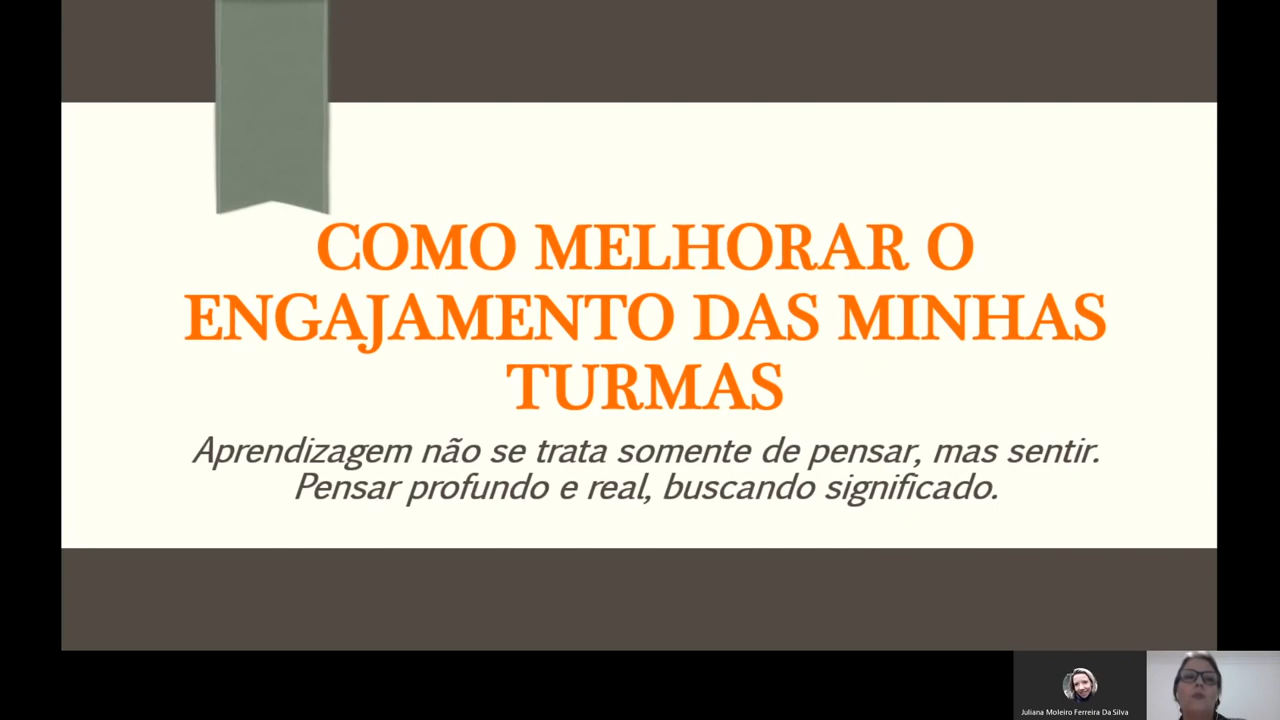 COMO MELHORAR O
ENGAJAMENTO DAS MINHAS
TURMAS
Aprendizagem não se trata somente de pensar, mas sentir.
Pensar profundo e real, buscando significado.
Juliana Moleiro Ferreira Da Silva